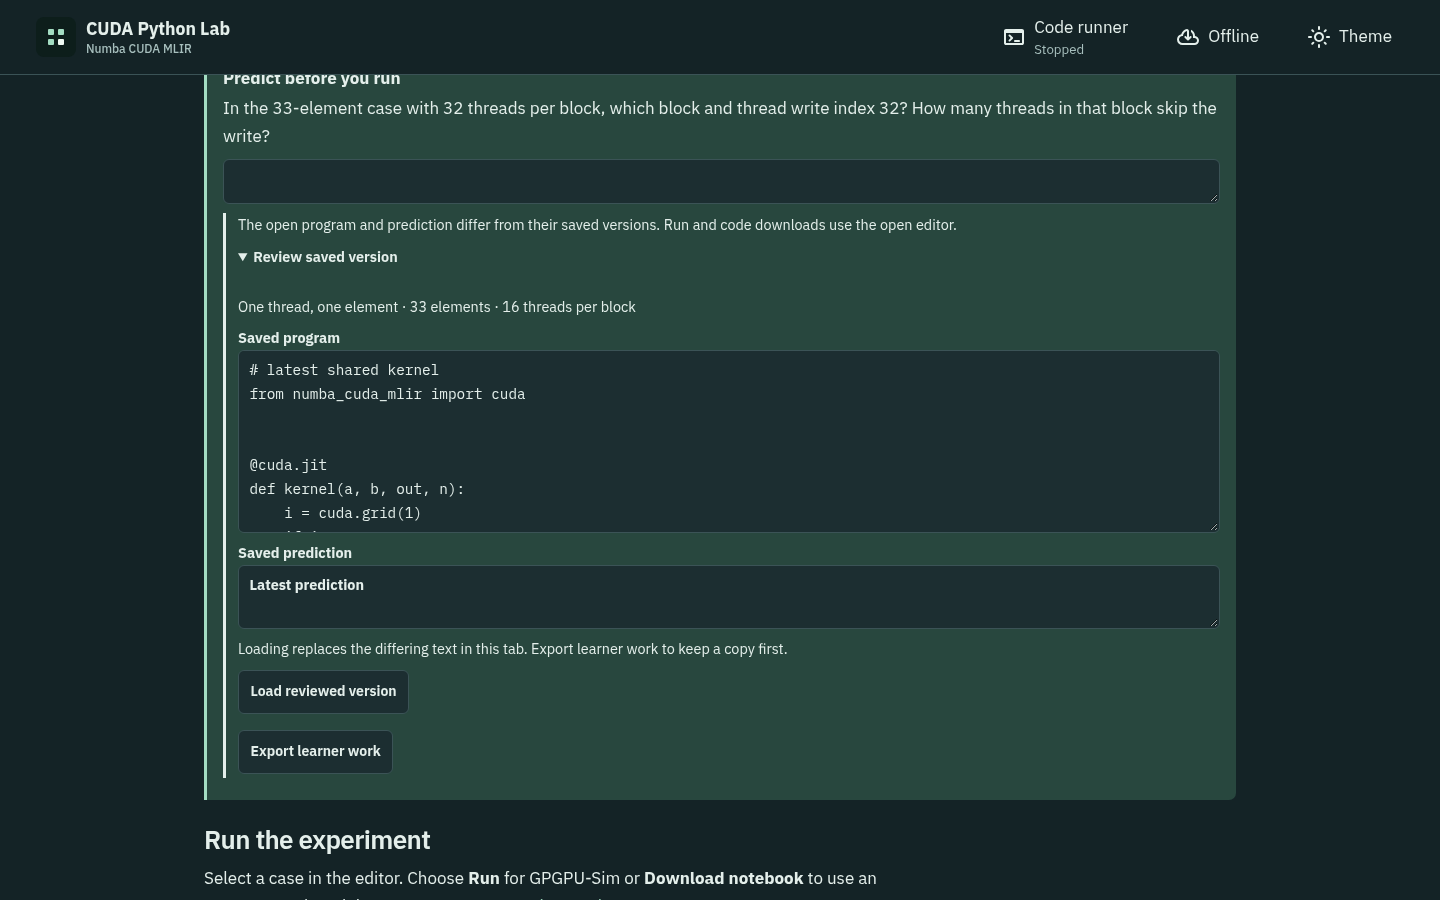 CUDA Python Lab
Numba CUDA MLIR
Code runner
Stopped
Offline
Theme
Predict before you run
In the 33-element case with 32 threads per block, which block and thread write index 32? How many threads in that block skip the
write?
The open program and prediction differ from their saved versions. Run and code downloads use the open editor.
▼ Review saved version
One thread, one element · 33 elements · 16 threads per block
Saved program
# latest shared kernel
from numba_cuda_mlir import cuda
@cuda.jit
def kernel(a, b, out, n):
    i = cuda.grid(1)
Saved prediction
Latest prediction
Loading replaces the differing text in this tab. Export learner work to keep a copy first.
Load reviewed version
Export learner work
Run the experiment
Select a case in the editor. Choose Run for GPGPU-Sim or Download notebook to use an